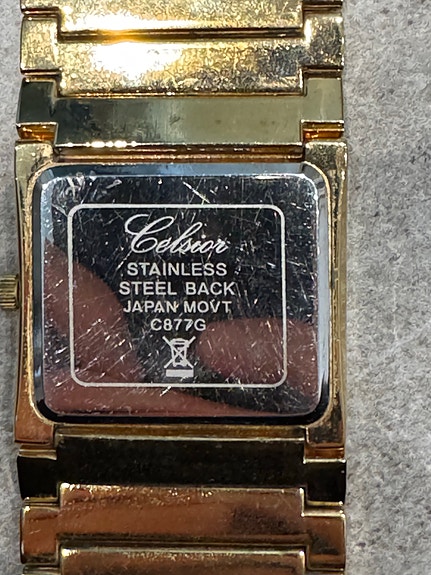 Celsior
STAINLESS
STEEL BACK
JAPAN MOVT
C877G